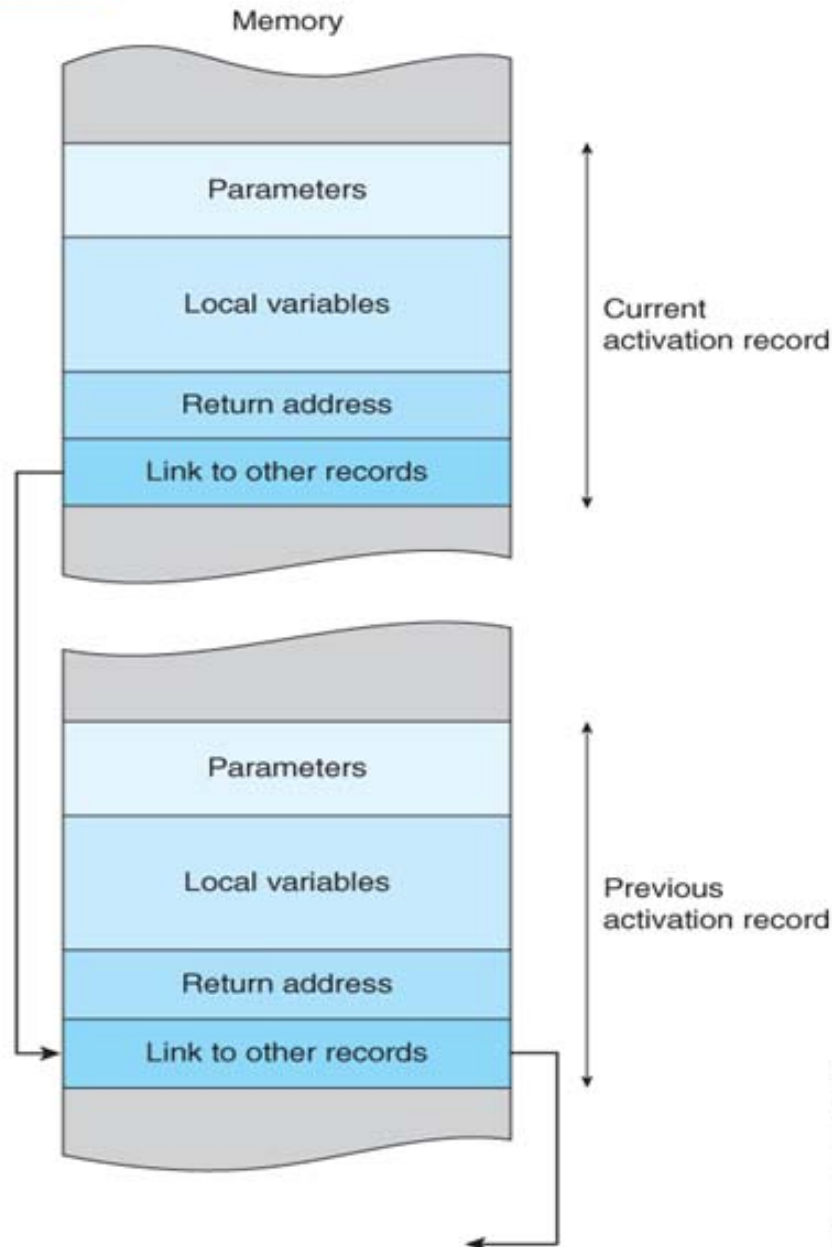 Memory
Parameters
Local variables
Current
activation record
Return address
Link to other records
Parameters
Local variables
Previous
activation record
Return address
Link to other records